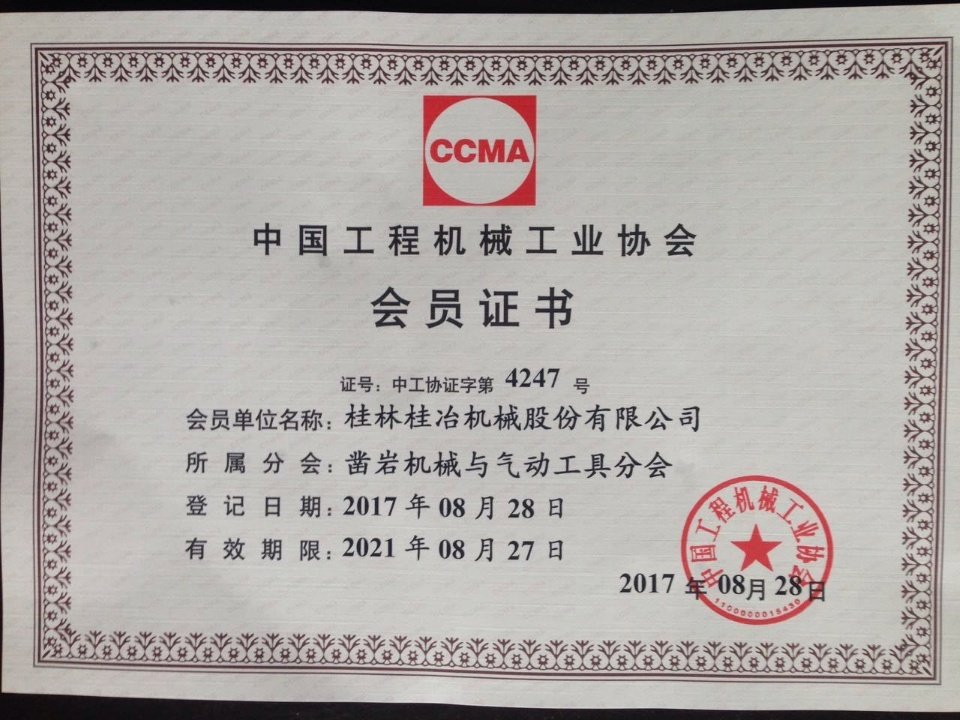 CCMA
中国工程机械工业协会
会员证书
证号：中工协证字第 4247 号
会员单位名称：桂林桂冶机械股份有限公司
所属分会：凿岩机械与气动工具分会
登记日期：2017 年 08 月 28 日
有效期限：2021 年 08 月 27 日
中国工程机械工业协会
2017 年 08月 28日